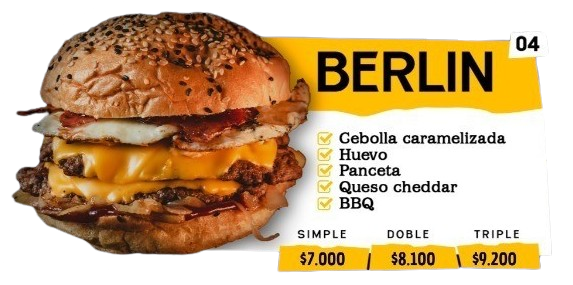 04
BERLIN
Cebolla caramelizada
Huevo
Panceta
Queso cheddar
BBQ
SIMPLE DOBLE TRIPLE
$7.000 $8.100 $9.200